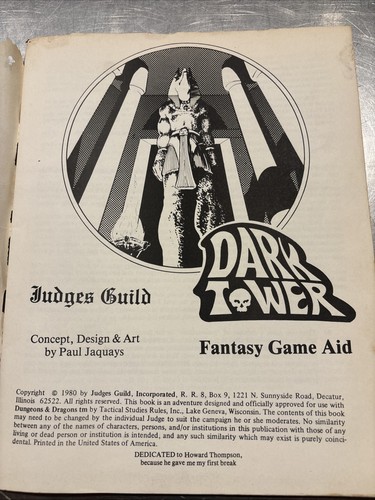 DARK
TOWER
Judges Guild
Concept, Design & Art
by Paul Jaquays
Fantasy Game Aid
Copyright © 1980 by Judges Guild, Incorporated, R. R. 8, Box 9, 1221 N. Sunnyside Road, Decatur,
Illinois 62522. All rights reserved. This book is an adventure designed and officially approved for use with
Dungeons & Dragons tm by Tactical Studies Rules, Inc., Lake Geneva, Wisconsin. The contents of this book
may need to be changed by the individual Judge to suit the campaign he or she moderates. No similarity
between any of the names of characters, persons, and/or institutions in this publication with those of any
living or dead person or institution is intended, and any such similarity which may exist is purely coinci-
dental. Printed in the United States of America.
DEDICATED to Howard Thompson,
because he gave me my first break